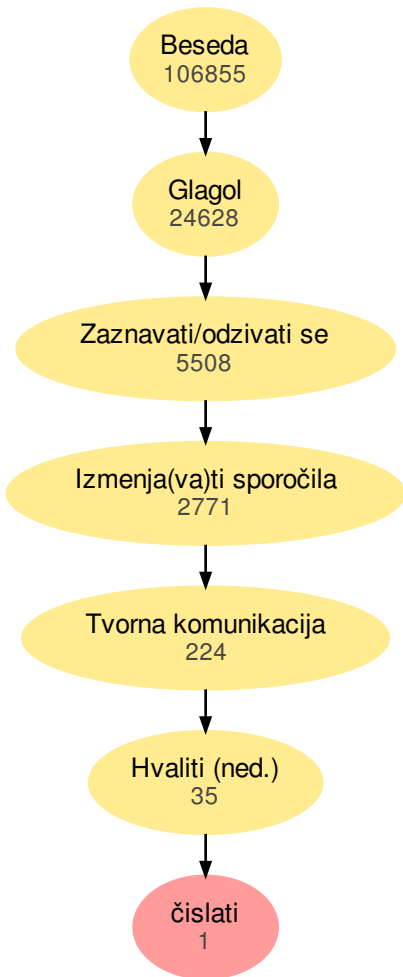 Beseda
106855
Glagol
24628
Zaznavati/odzivati se
5508
Izmenja(va)ti sporočila
2771
Tvorna komunikacija
224
Hvaliti (ned.)
35
čislati
1